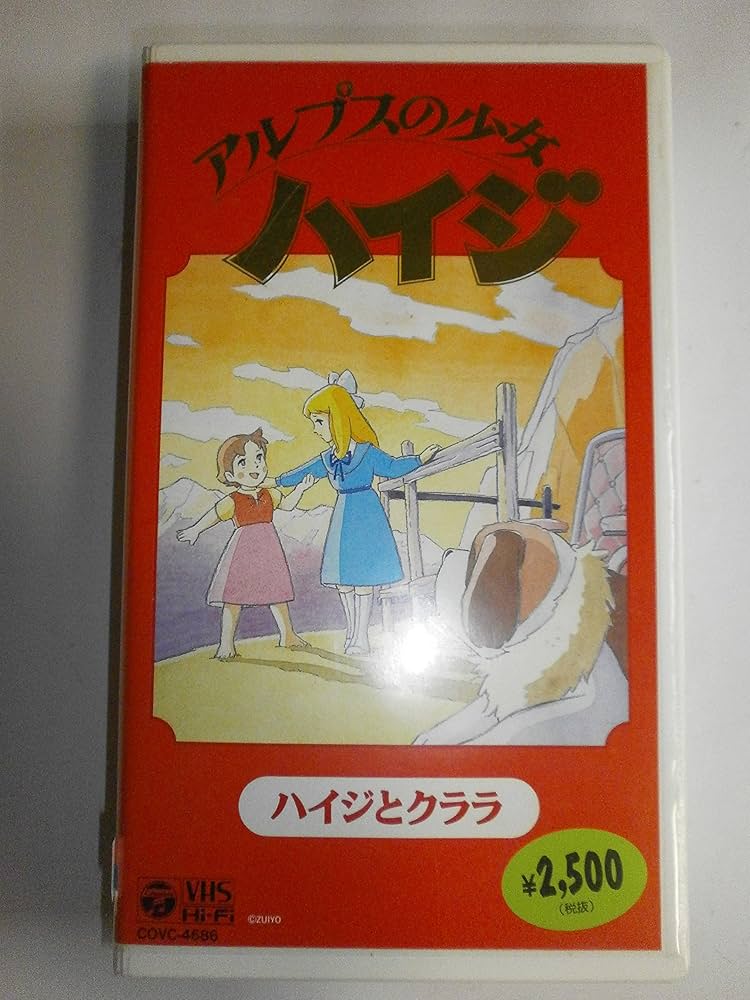 アルプスの少女
ハイジ
ハイジとクララ
¥2,500
(税抜)
VHS
Hi-Fi
©ZUIYO
COVC-4686